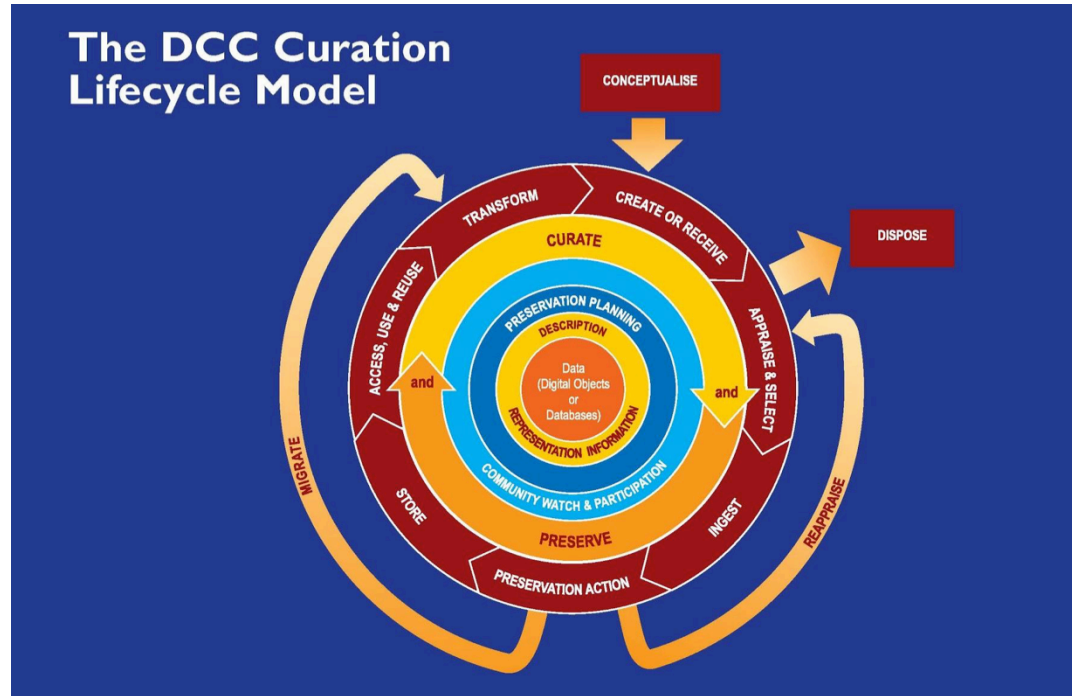 The DCC Curation
Lifecycle Model
CONCEPTUALISE
DISPOSE
TRANSFORM
CREATE OR RECEIVE
ACCESS, USE & REUSE
APPRAISE & SELECT
CURATE
and
and
PRESERVATION PLANNING
DESCRIPTION
Data
(Digital Objects
or
Databases)
REPRESENTATION INFORMATION
COMMUNITY WATCH & PARTICIPATION
PRESERVE
STORE
INGEST
PRESERVATION ACTION
MIGRATE
REAPPRAISE